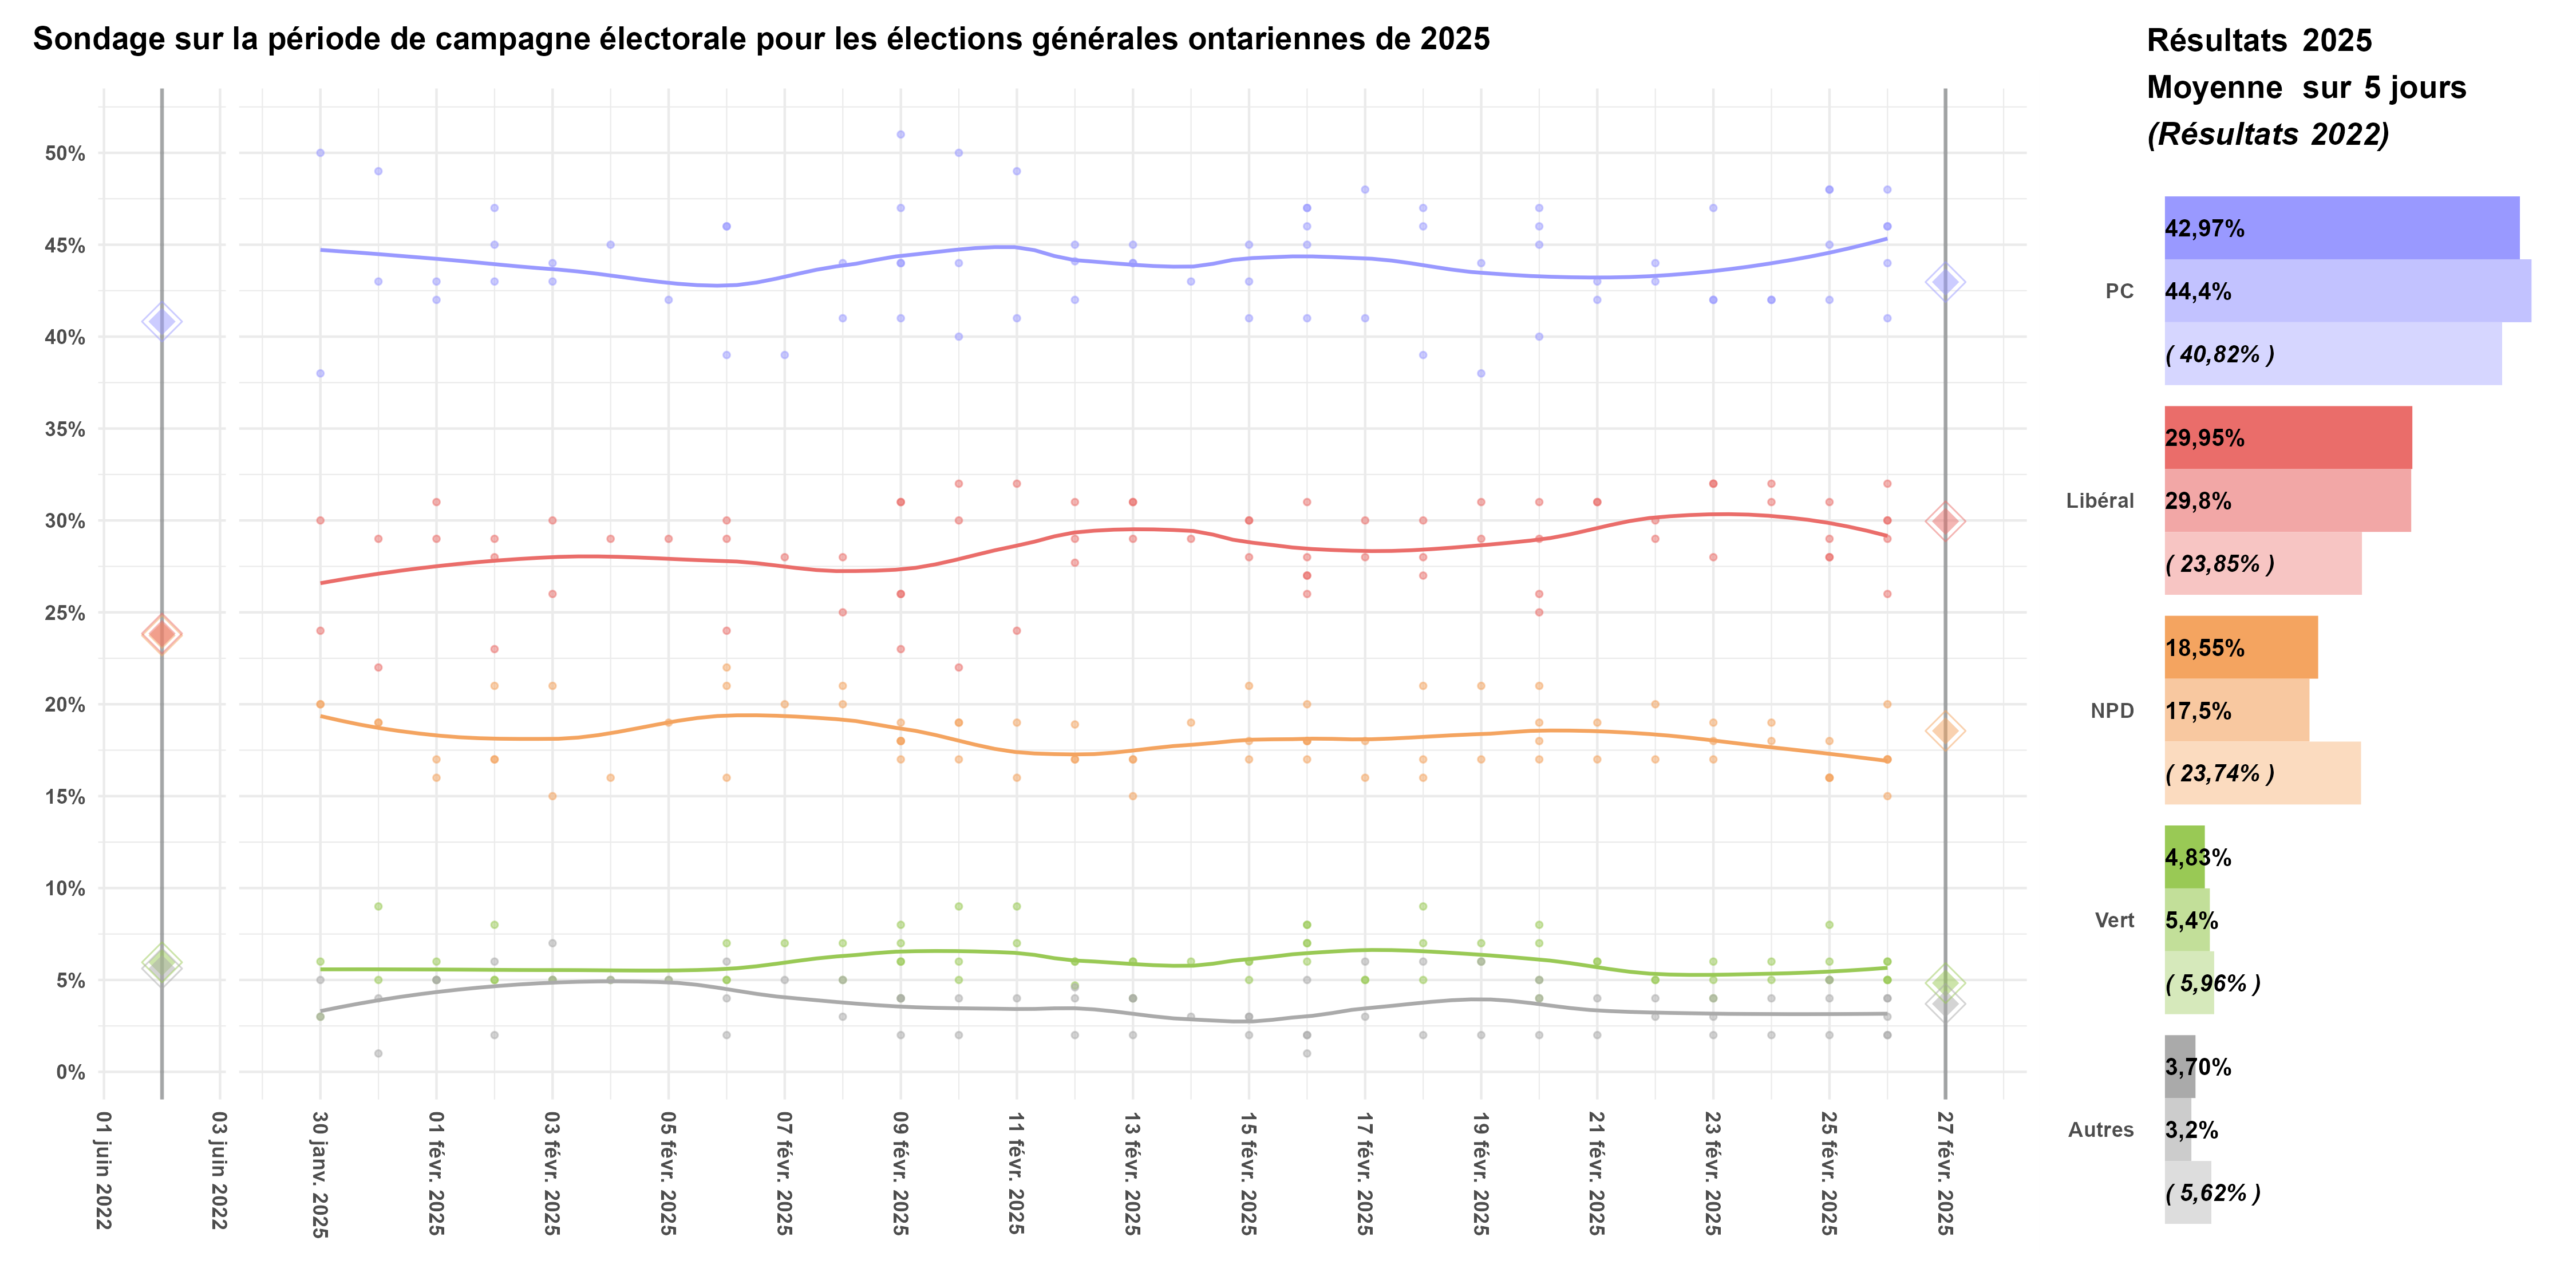 Sondage sur la période de campagne électorale pour les élections générales ontariennes de 2025
50%
45%
40%
35%
30%
25%
20%
15%
10%
5%
0%
01 juin 2022
03 juin 2022
30 janv. 2025
01 févr. 2025
03 févr. 2025
05 févr. 2025
07 févr. 2025
09 févr. 2025
11 févr. 2025
13 févr. 2025
15 févr. 2025
17 févr. 2025
19 févr. 2025
21 févr. 2025
23 févr. 2025
25 févr. 2025
27 févr. 2025
Résultats 2025
Moyenne sur 5 jours
(Résultats 2022)
PC
42,97%
44,4%
( 40,82% )
Libéral
29,95%
29,8%
( 23,85% )
NPD
18,55%
17,5%
( 23,74% )
Vert
4,83%
5,4%
( 5,96% )
Autres
3,70%
3,2%
( 5,62% )